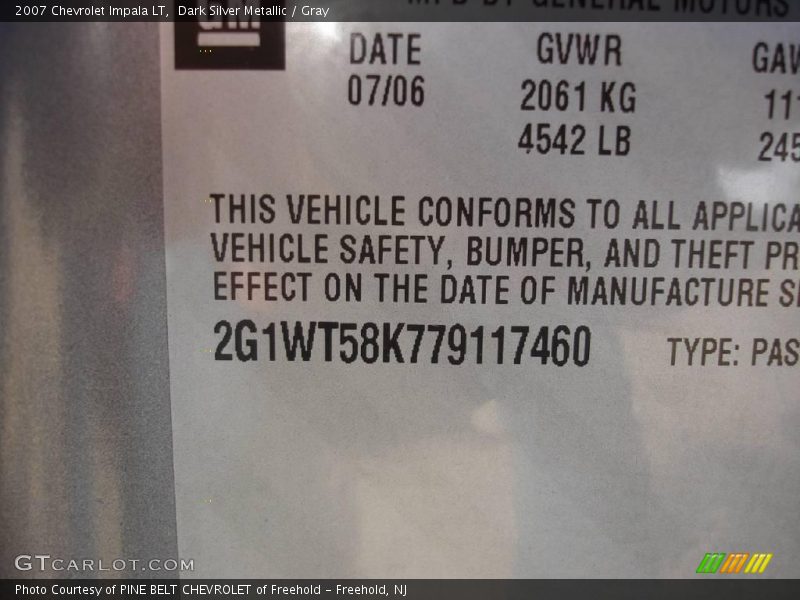 2007 Chevrolet Impala LT, Dark Silver Metallic / Gray
GENERAL MOTORS
DATE GVWR
07/06 2061 KG
4542 LB
THIS VEHICLE CONFORMS TO ALL
VEHICLE SAFETY, BUMPER, AND THEFT
EFFECT ON THE DATE OF MANUFACTURE
2G1WT58K779117460 TYPE:
GTCARLOT.COM
Photo Courtesy of PINE BELT CHEVROLET of Freehold - Freehold, NJ